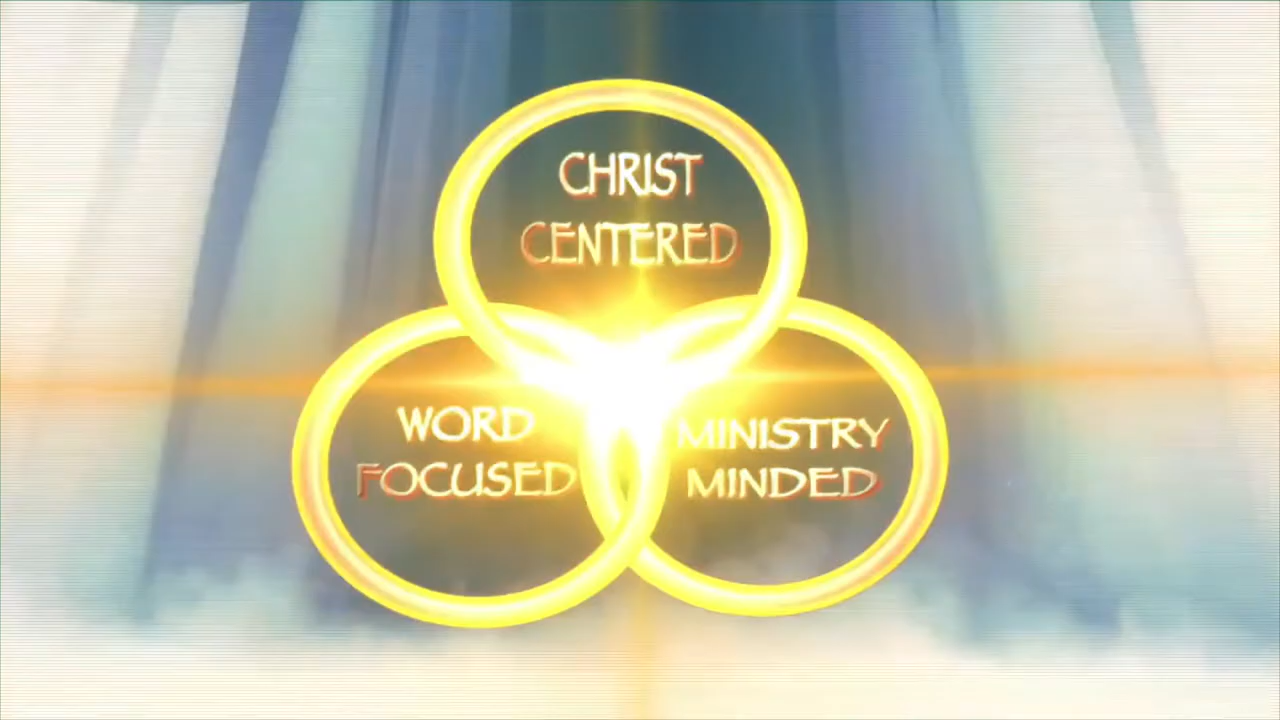 CHRIST
CENTERED
WORD
FOCUSED
MINISTRY
MINDED